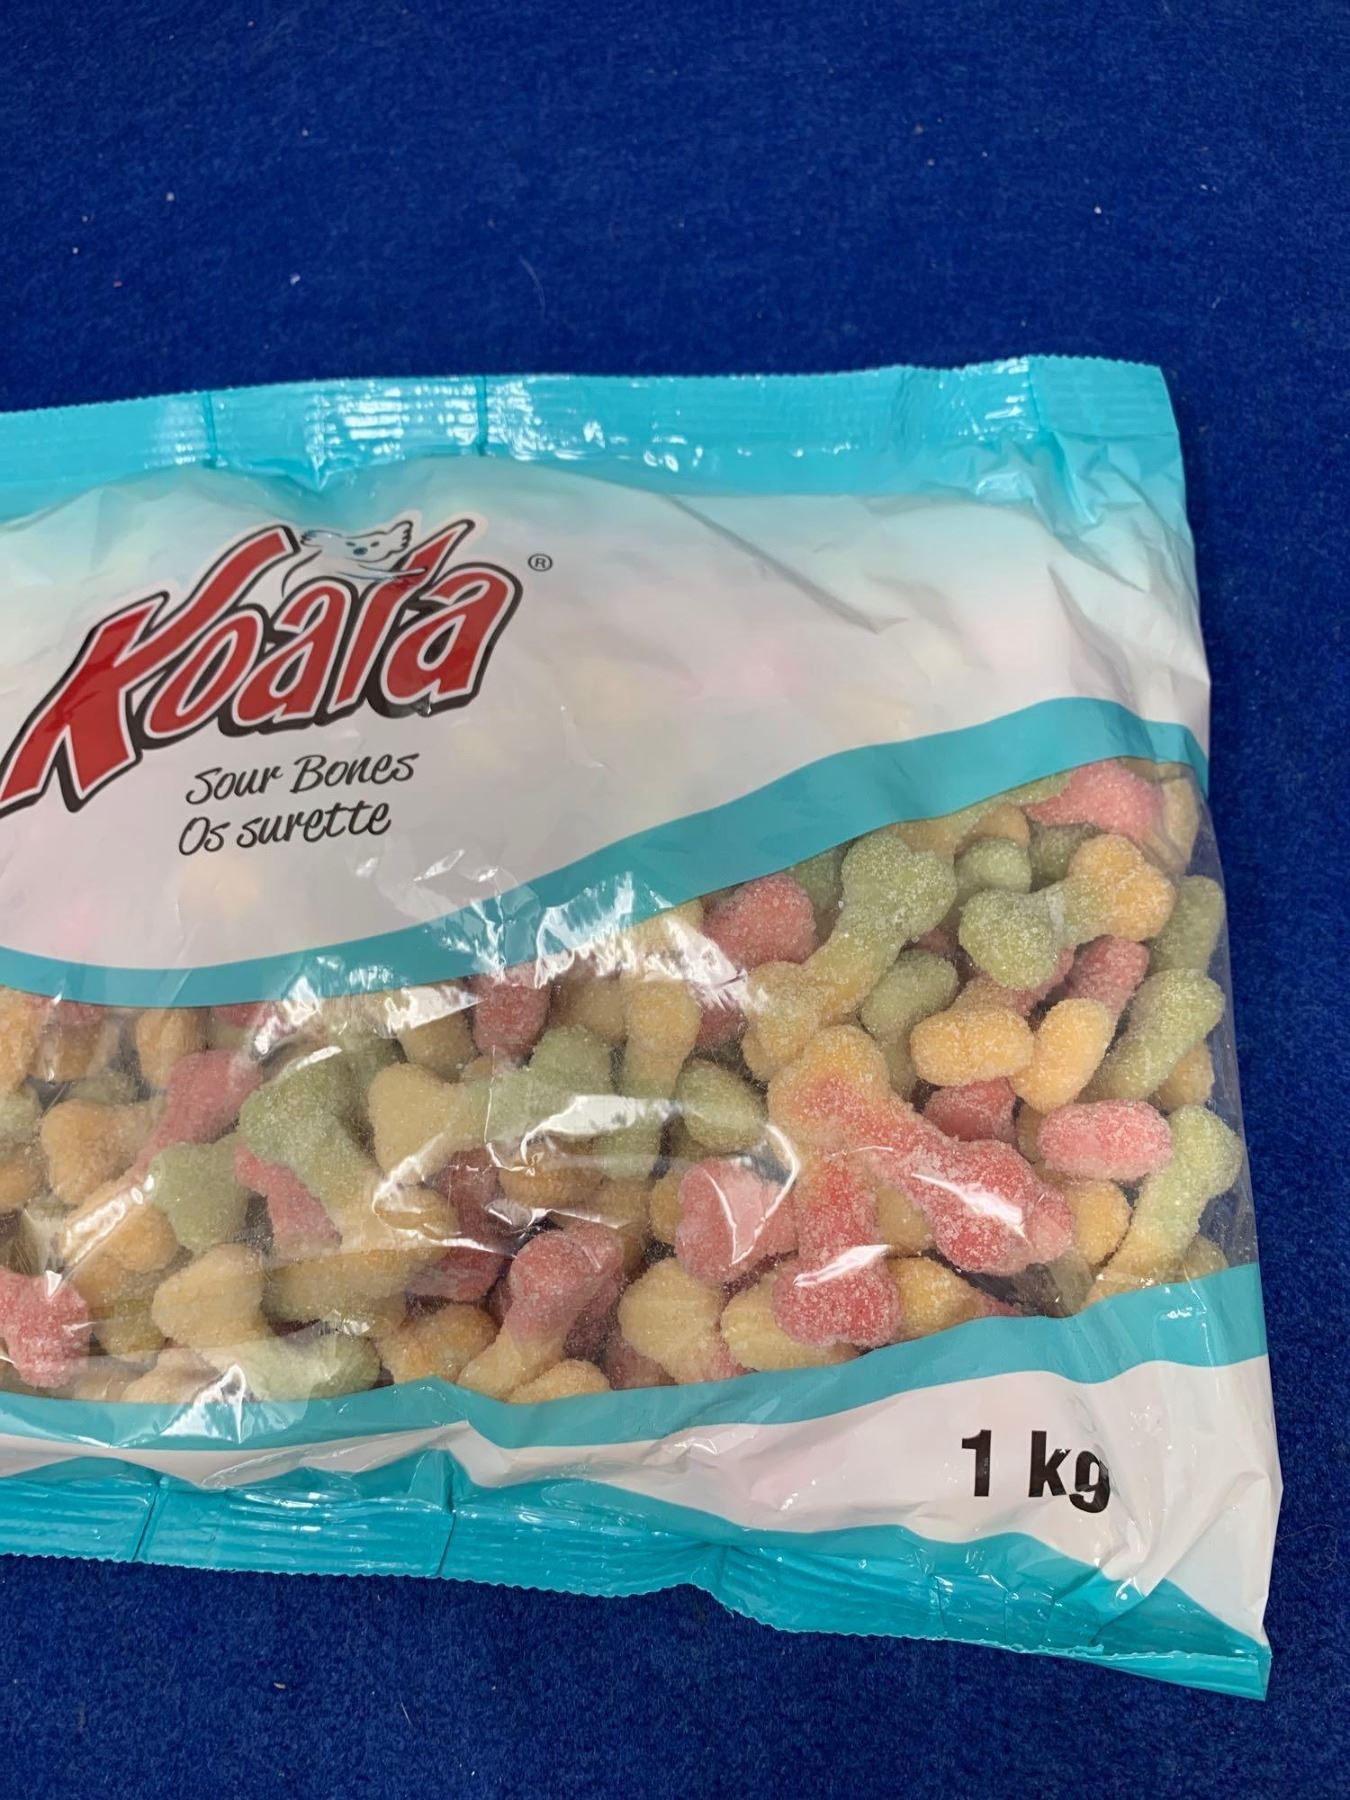 Koala ®
Sour Bones
Os surette
1 kg